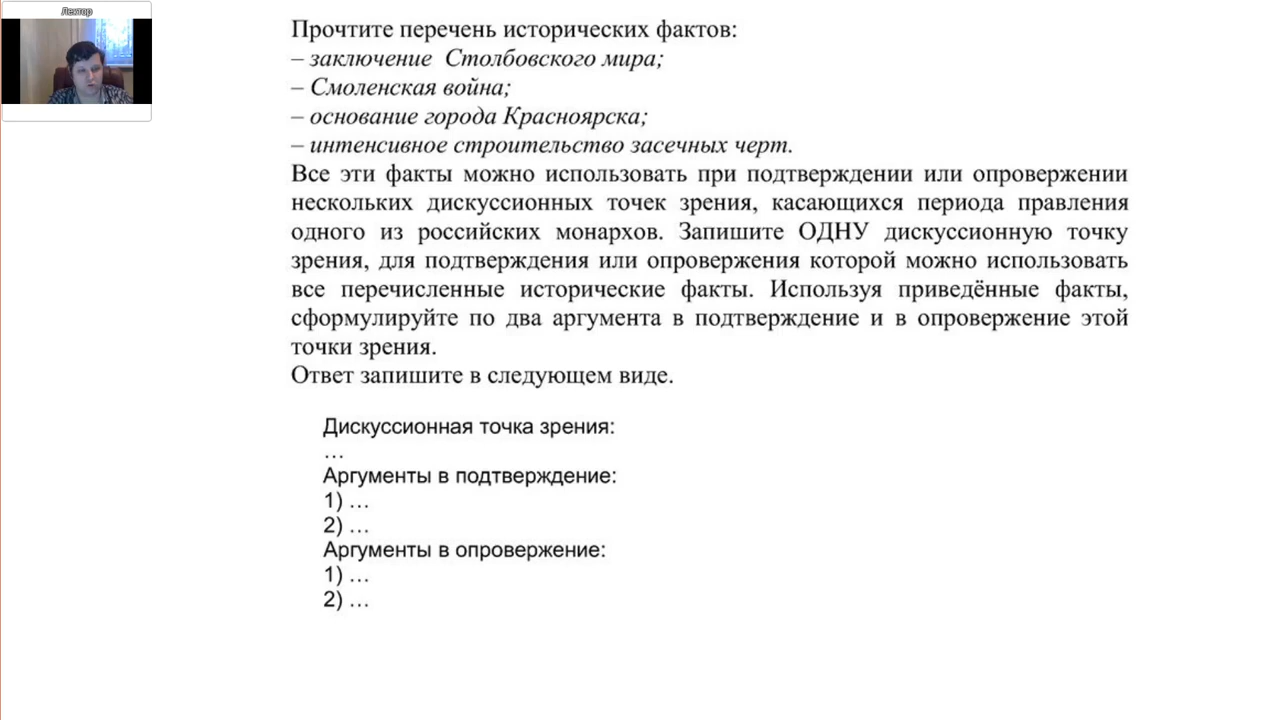 Лектор
Прочтите перечень исторических фактов:
– заключение Столбовского мира;
– Смоленская война;
– основание города Красноярска;
– интенсивное строительство засечных черт.
Все эти факты можно использовать при подтверждении или опровержении
нескольких дискуссионных точек зрения, касающихся периода правления
одного из российских монархов. Запишите ОДНУ дискуссионную точку
зрения, для подтверждения или опровержения которой можно использовать
все перечисленные исторические факты. Используя приведённые факты,
сформулируйте по два аргумента в подтверждение и в опровержение этой
точки зрения.
Ответ запишите в следующем виде.
Дискуссионная точка зрения:
…
Аргументы в подтверждение:
1) …
2) …
Аргументы в опровержение:
1) …
2) …